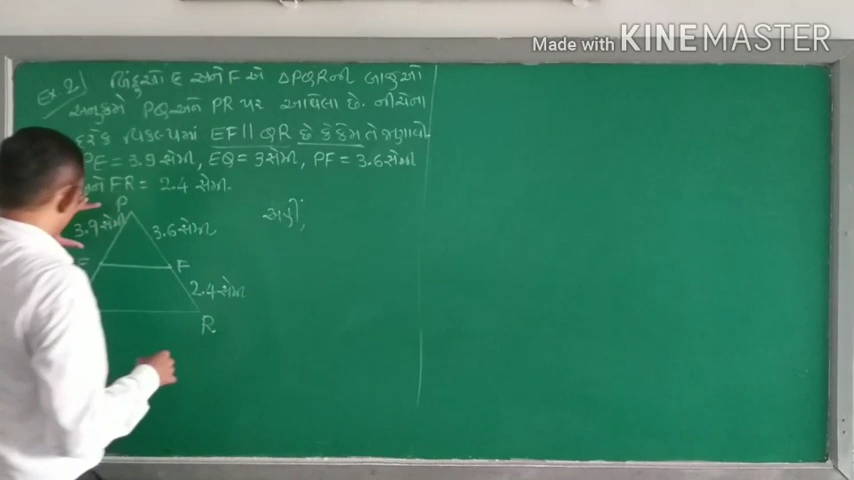 Made with KINEMASTER
Ex. 2) બિંદુઓ E અને F એ ΔPQRની બાજુઓ
અનુક્રમે PQ અને PR પર આવેલા છે. નીચેના
દરેક વિકલ્પમાં EF || QR છે કે કેમ તે જણાવો.
PE = 3.9 સેમી, EQ = 3 સેમી, PF = 3.6 સેમી
અને FR = 2.4 સેમી.
P
અહીં,
3.9 સેમી
3.6 સેમી
F
2.4 સેમી
R